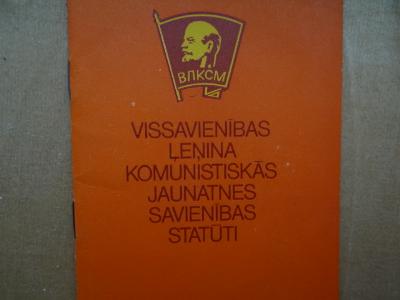 ВЛКСМ
VISSAVIENĪBAS
ĻEŅINA
KOMUNISTISKĀS
JAUNATNES
SAVIENĪBAS
STATŪTI